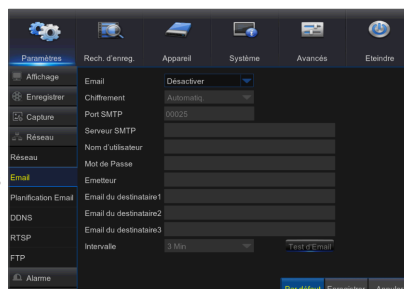 Paramètres
Rech. d'enreg.
Appareil
Système
Avancés
Eteindre
Affichage
Enregistrer
Capture
Réseau
Réseau
Email
Planification Email
DDNS
RTSP
FTP
Alarme
Email Désactiver
Chiffrement Automatiq.
Port SMTP 00025
Serveur SMTP
Nom d'utilisateur
Mot de Passe
Emetteur
Email du destinataire1
Email du destinataire2
Email du destinataire3
Intervalle 3 Min Test d'Email
Par défaut Enregistrer Annuler